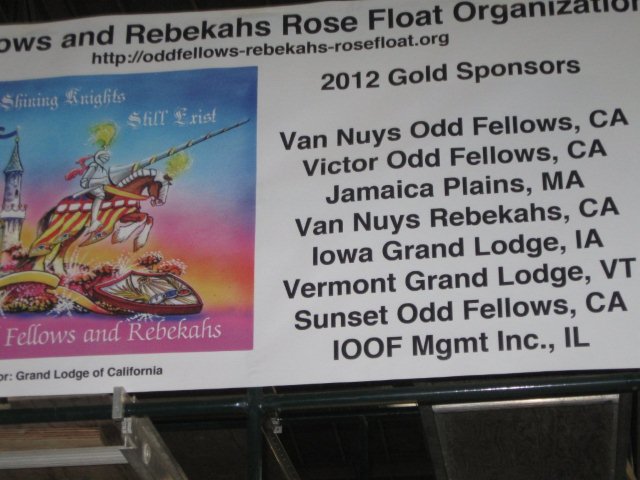 ows and Rebekahs Rose Float Organization
http://oddfellows-rebekahs-rosefloat.org
2012 Gold Sponsors
Shining Knights
Still Exist
Van Nuys Odd Fellows, CA
Victor Odd Fellows, CA
Jamaica Plains, MA
Van Nuys Rebekahs, CA
Iowa Grand Lodge, IA
Vermont Grand Lodge, VT
Sunset Odd Fellows, CA
IOOF Mgmt Inc., IL
Fellows and Rebekahs
or: Grand Lodge of California